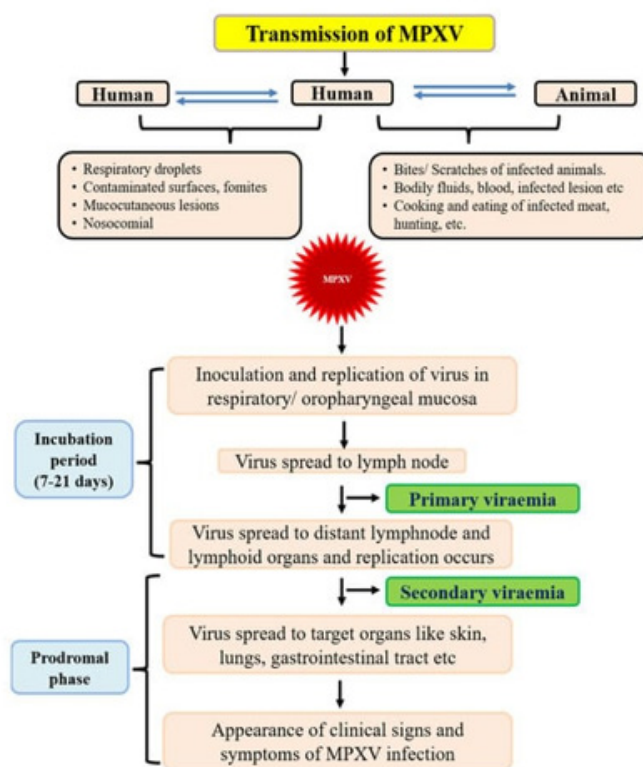 Transmission of MPXV
Human
Human
Animal
• Respiratory droplets
• Contaminated surfaces, fomites
• Mucocutaneous lesions
• Nosocomial
• Bites/ Scratches of infected animals.
• Bodily fluids, blood, infected lesion etc
• Cooking and eating of infected meat,
hunting, etc.
MPXV
Inoculation and replication of virus in
respiratory/ oropharyngeal mucosa
Incubation
period
(7-21 days)
Virus spread to lymph node
Primary viraemia
Virus spread to distant lymphnode and
lymphoid organs and replication occurs
Secondary viraemia
Prodromal
phase
Virus spread to target organs like skin,
lungs, gastrointestinal tract etc
Appearance of clinical signs and
symptoms of MPXV infection